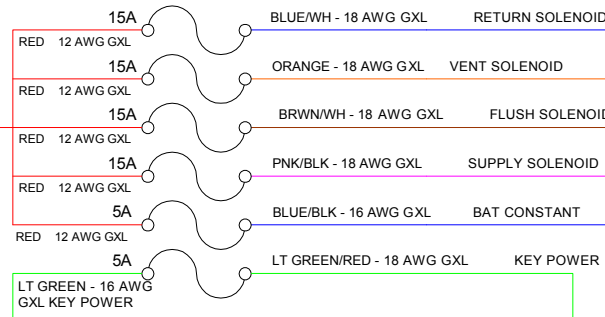 15A BLUE/WH - 18 AWG GXL RETURN SOLENOID
RED 12 AWG GXL
15A ORANGE - 18 AWG GXL VENT SOLENOID
RED 12 AWG GXL
15A BRWN/WH - 18 AWG GXL FLUSH SOLENOID
RED 12 AWG GXL
15A PNK/BLK - 18 AWG GXL SUPPLY SOLENOID
RED 12 AWG GXL
5A BLUE/BLK - 16 AWG GXL BAT CONSTANT
RED 12 AWG GXL
5A LT GREEN/RED - 18 AWG GXL KEY POWER
LT GREEN - 16 AWG
GXL KEY POWER